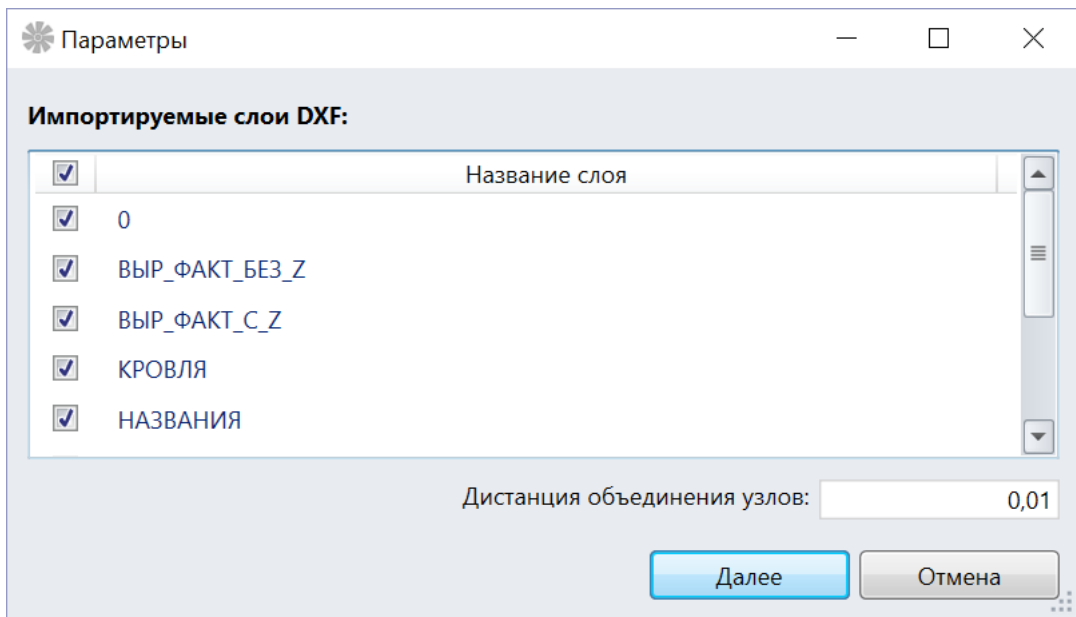 Параметры
Импортируемые слои DXF:
Название слоя
0
ВЫР_ФАКТ_БЕЗ_Z
ВЫР_ФАКТ_С_Z
КРОВЛЯ
НАЗВАНИЯ
Дистанция объединения узлов: 0,01
Далее Отмена